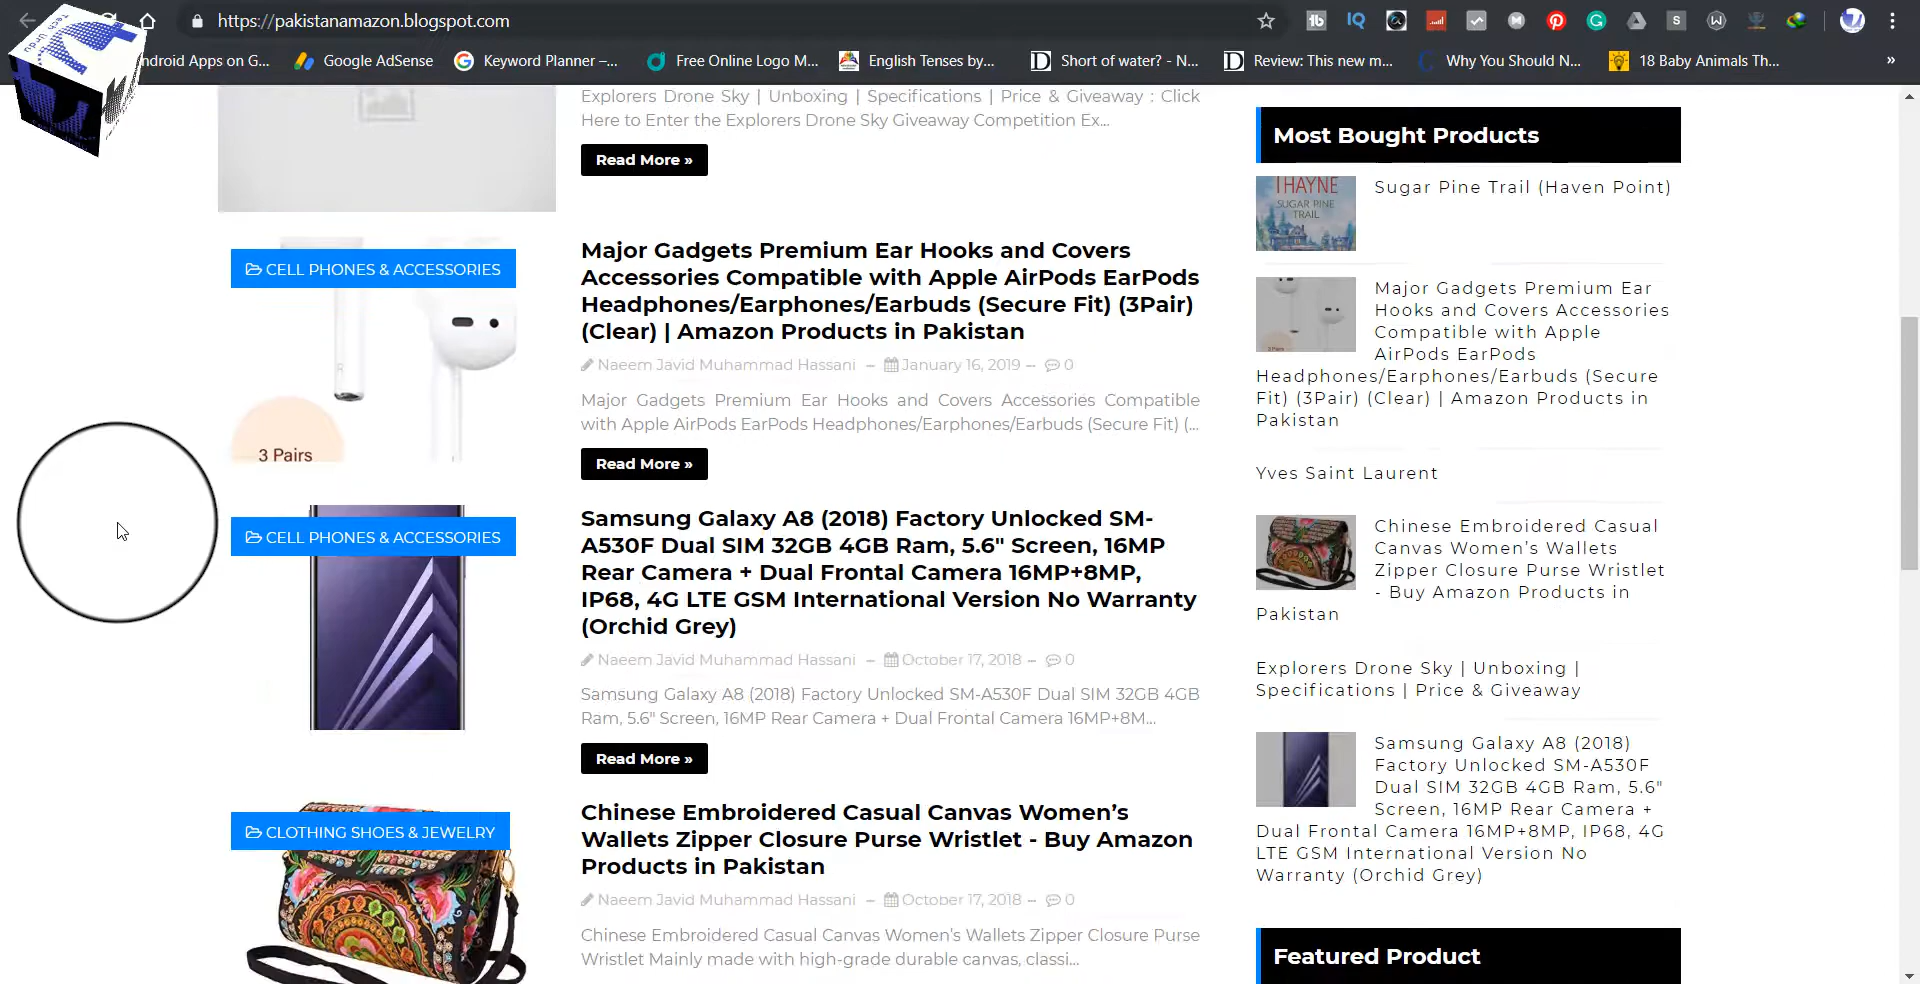 https://pakistanamazon.blogspot.com
ndroid Apps on G...
Google AdSense
Keyword Planner –...
Free Online Logo M...
English Tenses by...
Short of water? - N...
Review: This new m...
Why You Should N...
18 Baby Animals Th...
»
Tech Urdu
Explorers Drone Sky | Unboxing | Specifications | Price & Giveaway : Click
Here to Enter the Explorers Drone Sky Giveaway Competition Ex...
Read More »
CELL PHONES & ACCESSORIES
3 Pairs
Major Gadgets Premium Ear Hooks and Covers
Accessories Compatible with Apple AirPods EarPods
Headphones/Earphones/Earbuds (Secure Fit) (3Pair)
(Clear) | Amazon Products in Pakistan
Naeem Javid Muhammad Hassani – January 16, 2019 – 0
Major Gadgets Premium Ear Hooks and Covers Accessories Compatible
with Apple AirPods EarPods Headphones/Earphones/Earbuds (Secure Fit) (...
Read More »
CELL PHONES & ACCESSORIES
Samsung Galaxy A8 (2018) Factory Unlocked SM-
A530F Dual SIM 32GB 4GB Ram, 5.6" Screen, 16MP
Rear Camera + Dual Frontal Camera 16MP+8MP,
IP68, 4G LTE GSM International Version No Warranty
(Orchid Grey)
Naeem Javid Muhammad Hassani – October 17, 2018 – 0
Samsung Galaxy A8 (2018) Factory Unlocked SM-A530F Dual SIM 32GB 4GB
Ram, 5.6" Screen, 16MP Rear Camera + Dual Frontal Camera 16MP+8M...
Read More »
CLOTHING SHOES & JEWELRY
Chinese Embroidered Casual Canvas Women’s
Wallets Zipper Closure Purse Wristlet - Buy Amazon
Products in Pakistan
Naeem Javid Muhammad Hassani – October 17, 2018 – 0
Chinese Embroidered Casual Canvas Women’s Wallets Zipper Closure Purse
Wristlet Mainly made with high-grade durable canvas, classi...
Most Bought Products
THAYNE
SUGAR PINE
TRAIL
Sugar Pine Trail (Haven Point)
3 Pairs
Major Gadgets Premium Ear
Hooks and Covers Accessories
Compatible with Apple
AirPods EarPods
Headphones/Earphones/Earbuds (Secure
Fit) (3Pair) (Clear) | Amazon Products in
Pakistan
Yves Saint Laurent
Chinese Embroidered Casual
Canvas Women’s Wallets
Zipper Closure Purse Wristlet
- Buy Amazon Products in
Pakistan
Explorers Drone Sky | Unboxing |
Specifications | Price & Giveaway
Samsung Galaxy A8 (2018)
Factory Unlocked SM-A530F
Dual SIM 32GB 4GB Ram, 5.6"
Screen, 16MP Rear Camera +
Dual Frontal Camera 16MP+8MP, IP68, 4G
LTE GSM International Version No
Warranty (Orchid Grey)
Featured Product